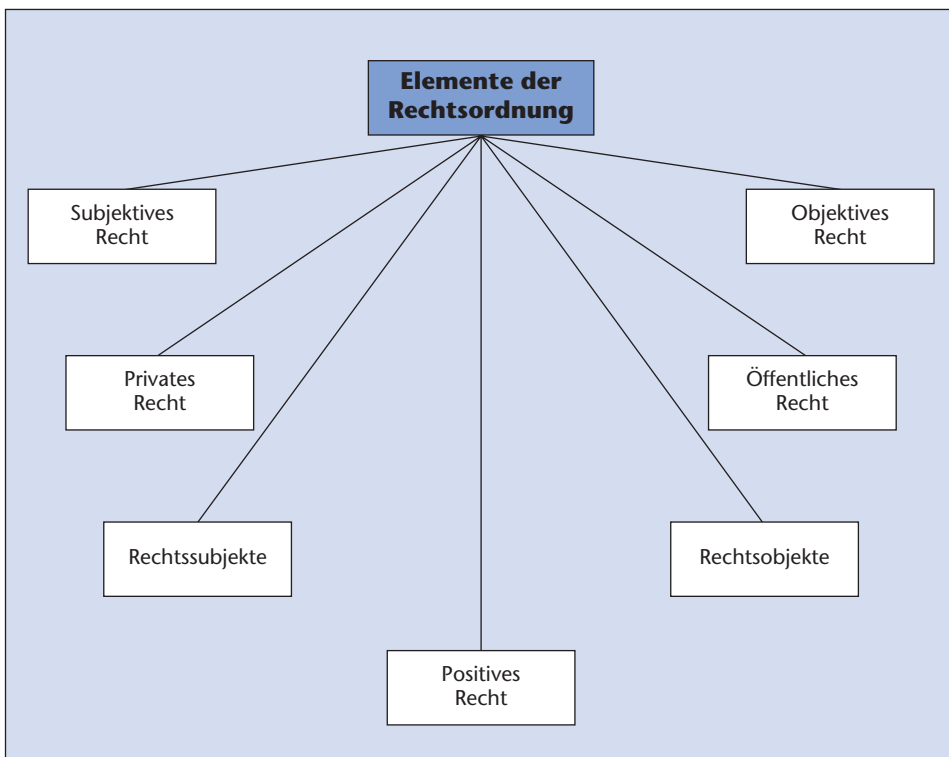 Elemente der
Rechtsordnung
Subjektives
Recht
Objektives
Recht
Privates
Recht
Öffentliches
Recht
Rechtssubjekte
Rechtsobjekte
Positives
Recht